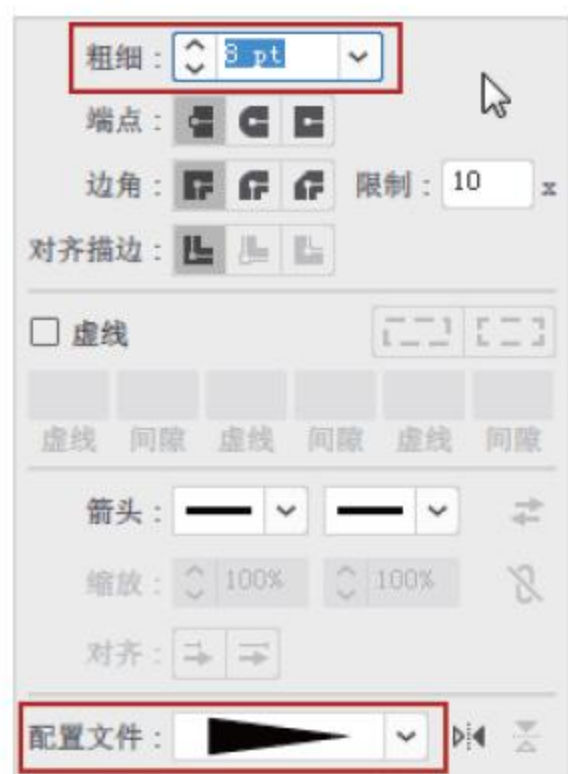 粗细： 8 pt
端点：
边角： 限制： 10 x
对齐描边：
虚线
虚线 间隙 虚线 间隙 虚线 间隙
箭头：
缩放： 100% 100%
对齐：
配置文件：